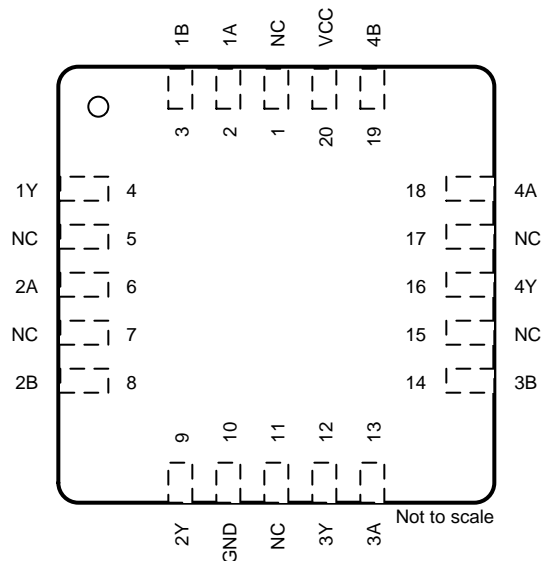 1B 1A NC VCC 4B
3 2 1 20 19
1Y 4 18 4A
NC 5 17 NC
2A 6 16 4Y
NC 7 15 NC
2B 8 14 3B
9 10 11 12 13
2Y GND NC 3Y 3A
Not to scale